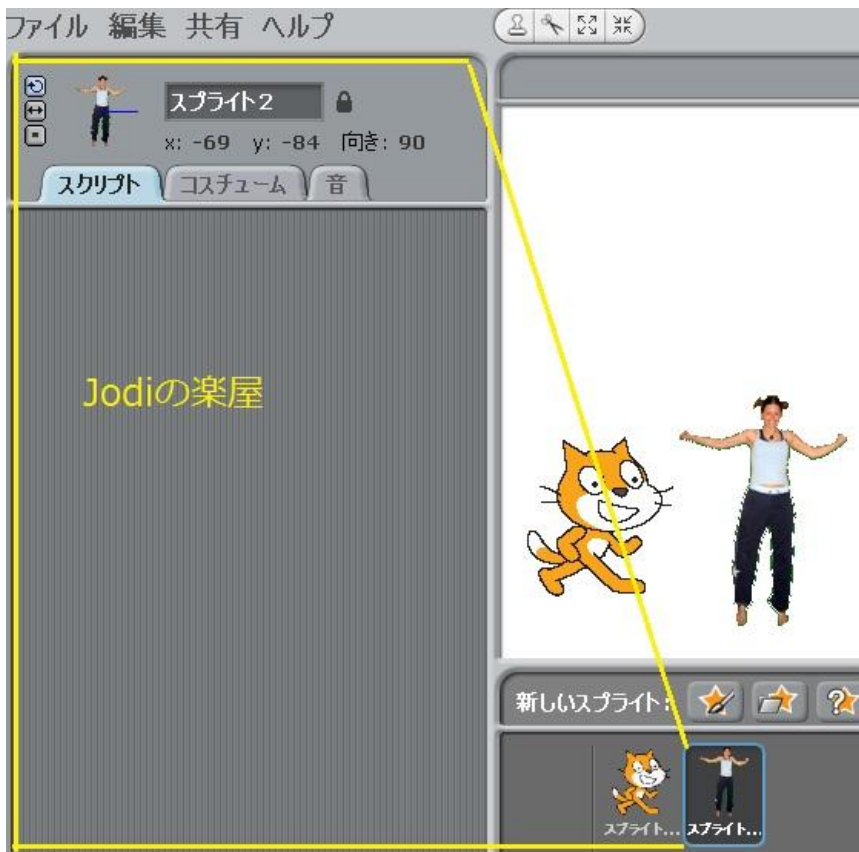 ファイル 編集 共有 ヘルプ
スプライト2
x: -69 y: -84 向き: 90
スクリプト コスチューム 音
Jodiの楽屋
新しいスプライト:
スプライト... スプライト...